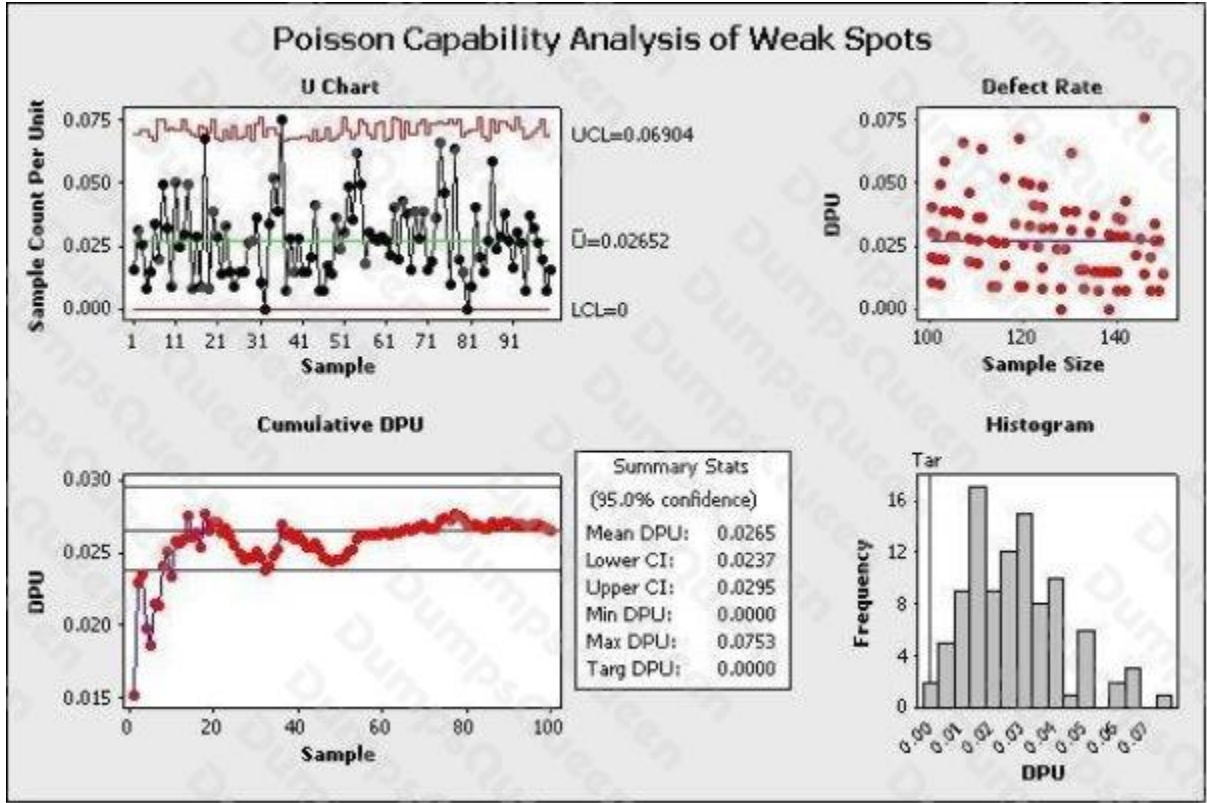 Poisson Capability Analysis of Weak Spots
U Chart
Sample Count Per Unit
0.075
0.050
0.025
0.000
UCL=0.06904
Ū=0.02652
LCL=0
1 11 21 31 41 51 61 71 81 91
Sample
Defect Rate
DPU
0.075
0.050
0.025
0.000
100 120 140
Sample Size
Cumulative DPU
DPU
0.030
0.025
0.020
0.015
0 20 40 60 80 100
Sample
Summary Stats
(95.0% confidence)
Mean DPU: 0.0265
Lower CI: 0.0237
Upper CI: 0.0295
Min DPU: 0.0000
Max DPU: 0.0753
Targ DPU: 0.0000
Histogram
Tar
Frequency
16
12
8
4
0
0.00 0.01 0.02 0.03 0.04 0.05 0.06 0.07
DPU
DumpsQueen